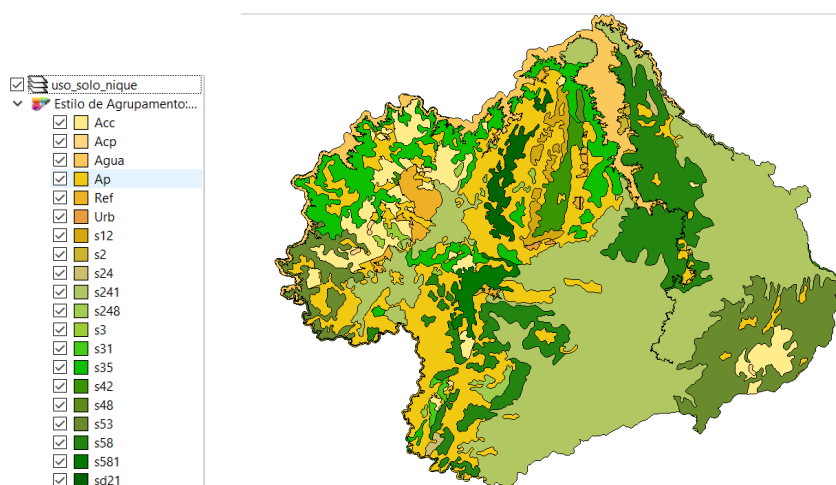 uso_solo_nique
Estilo de Agrupamento:...
Acc
Acp
Agua
Ap
Ref
Urb
s12
s2
s24
s241
s248
s3
s31
s35
s42
s48
s53
s58
s581
sd21